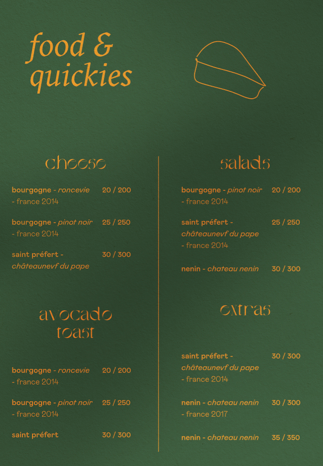 food &
quickies
cheese
bourgogne - roncevie 20 / 200
- france 2014
bourgogne - pinot noir 25 / 250
- france 2014
saint préfert - 30 / 300
châteauneuf du pape
avocado
toast
bourgogne - roncevie 20 / 200
- france 2014
bourgogne - pinot noir 25 / 250
- france 2014
saint préfert 30 / 300
salads
bourgogne - pinot noir 20 / 200
- france 2014
saint préfert - 25 / 250
châteaunevf du pape
- france 2014
nenin - chateau nenin 30 / 300
extras
saint préfert - 30 / 300
châteaunevf du pape
- france 2014
nenin - chateau nenin 30 / 300
- france 2017
nenin - chateau nenin 35 / 350